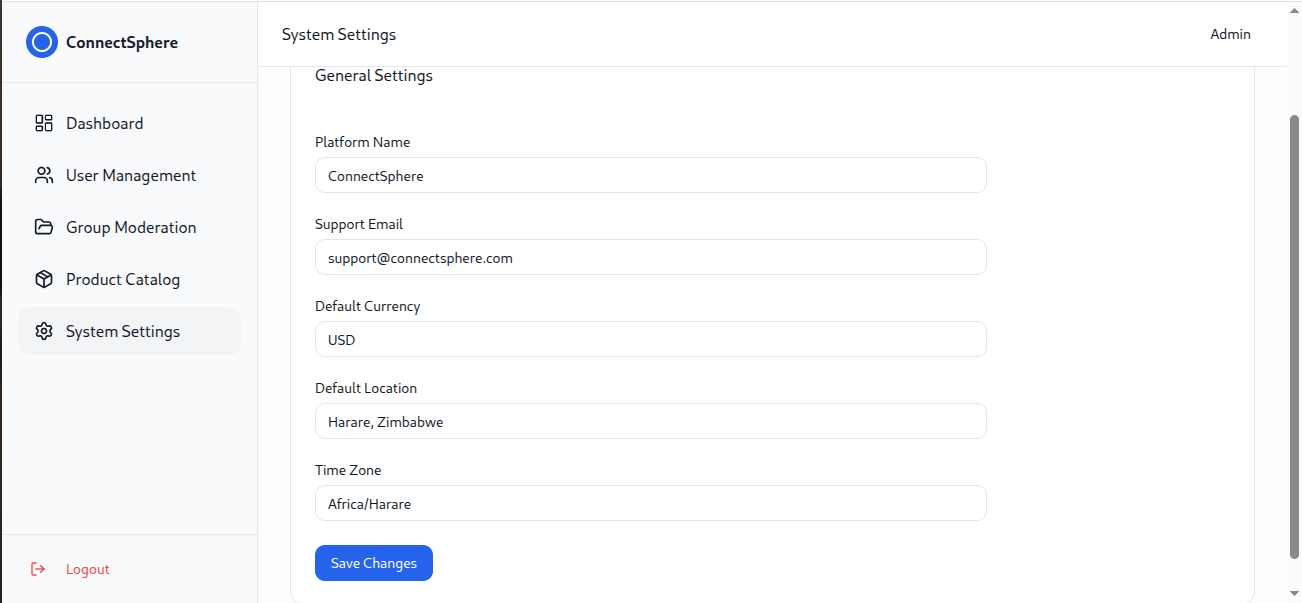 ConnectSphere
System Settings
Admin
Dashboard
User Management
Group Moderation
Product Catalog
System Settings
Logout
General Settings
Platform Name
ConnectSphere
Support Email
support@connectsphere.com
Default Currency
USD
Default Location
Harare, Zimbabwe
Time Zone
Africa/Harare
Save Changes